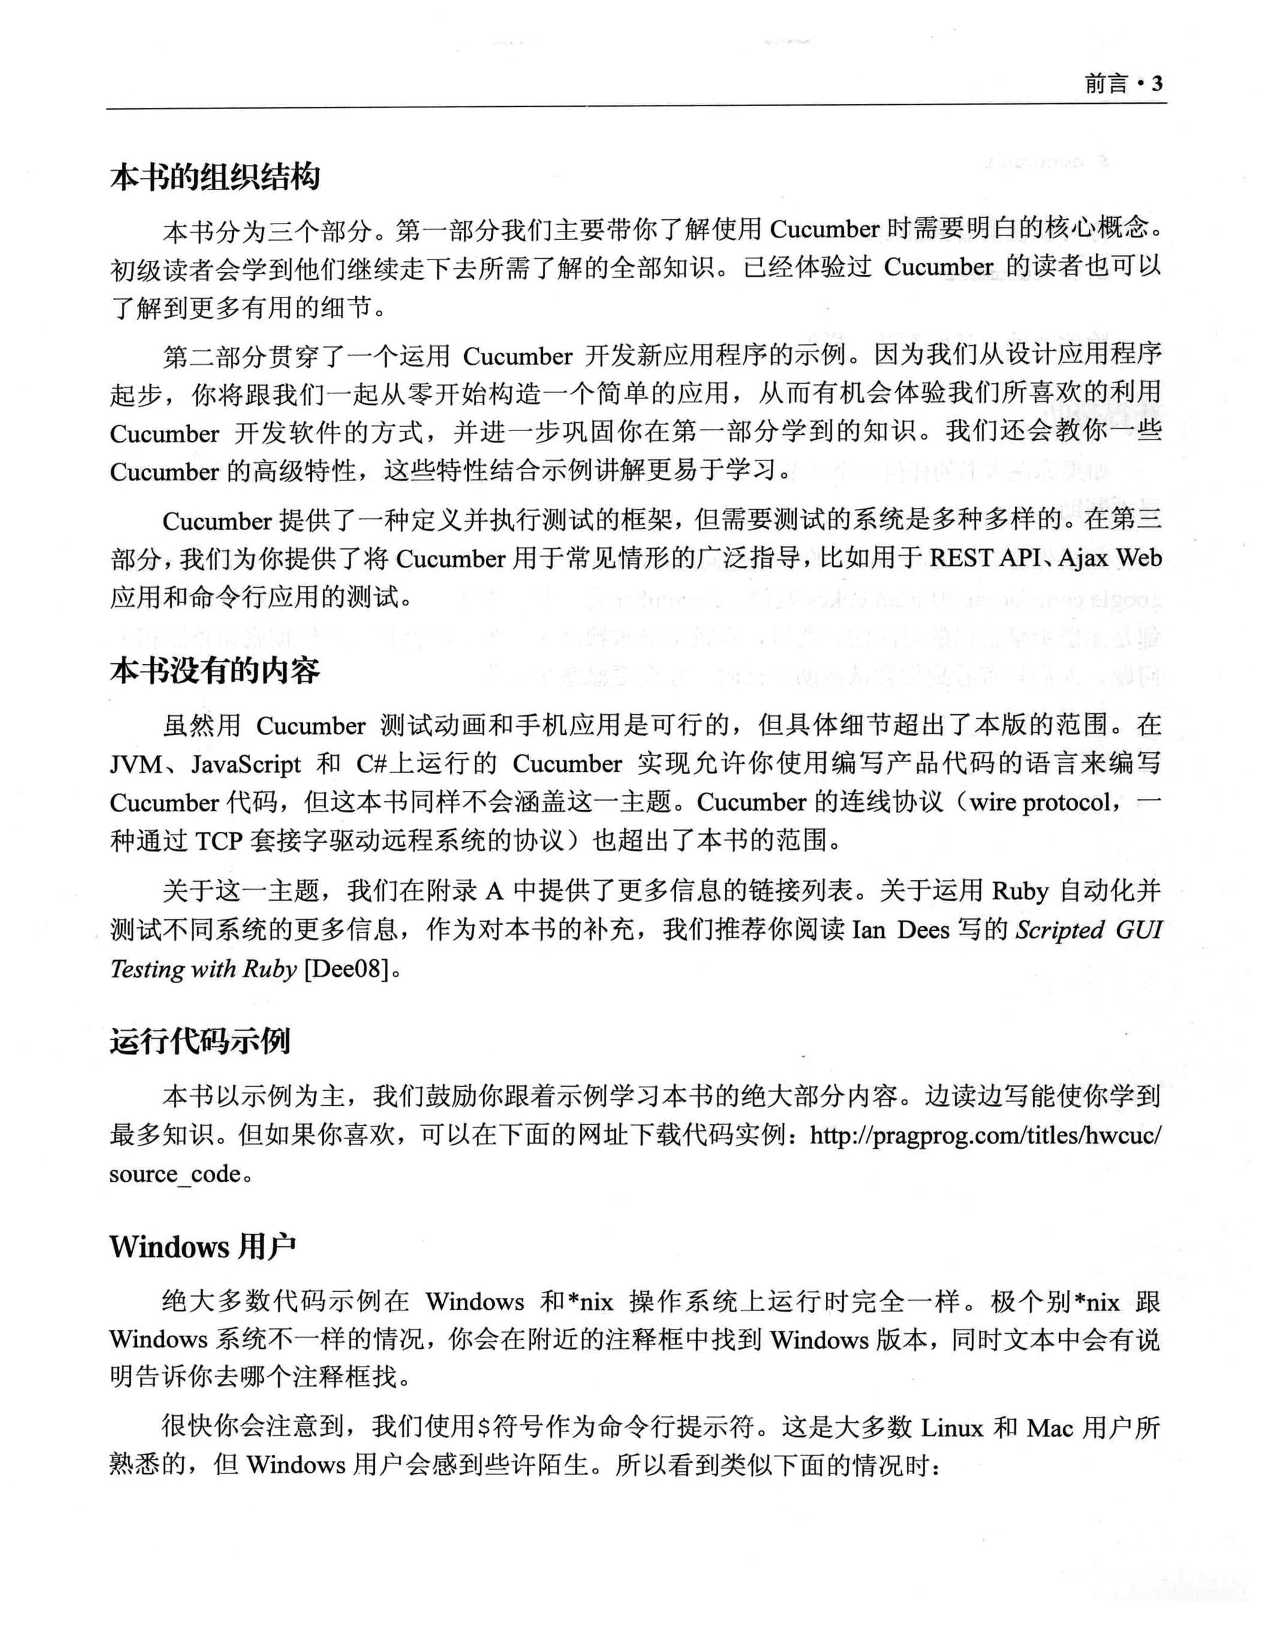 前言·3
本书的组织结构
本书分为三个部分。第一部分我们主要带你了解使用 Cucumber 时需要明白的核心概念。
初级读者会学到他们继续走下去所需了解的全部知识。已经体验过 Cucumber 的读者也可以
了解到更多有用的细节。
第二部分贯穿了一个运用 Cucumber 开发新应用程序的示例。因为我们从设计应用程序
起步，你将跟我们一起从零开始构造一个简单的应用，从而有机会体验我们所喜欢的利用
Cucumber 开发软件的方式，并进一步巩固你在第一部分学到的知识。我们还会教你一些
Cucumber 的高级特性，这些特性结合示例讲解更易于学习。
Cucumber 提供了一种定义并执行测试的框架，但需要测试的系统是多种多样的。在第三
部分，我们为你提供了将 Cucumber 用于常见情形的广泛指导，比如用于 REST API、Ajax Web
应用和命令行应用的测试。
本书没有的内容
虽然用 Cucumber 测试动画和手机应用是可行的，但具体细节超出了本版的范围。在
JVM、JavaScript 和 C#上运行的 Cucumber 实现允许你使用编写产品代码的语言来编写
Cucumber 代码，但这本书同样不会涵盖这一主题。Cucumber 的连线协议（wire protocol，一
种通过 TCP 套接字驱动远程系统的协议）也超出了本书的范围。
关于这一主题，我们在附录 A 中提供了更多信息的链接列表。关于运用 Ruby 自动化并
测试不同系统的更多信息，作为对本书的补充，我们推荐你阅读 Ian Dees 写的 Scripted GUI
Testing with Ruby [Dee08]。
运行代码示例
本书以示例为主，我们鼓励你跟着示例学习本书的绝大部分内容。边读边写能使你学到
最多知识。但如果你喜欢，可以在下面的网址下载代码实例：http://pragprog.com/titles/hwcuc/
source_code。
Windows 用户
绝大多数代码示例在 Windows 和*nix 操作系统上运行时完全一样。极个别*nix 跟
Windows 系统不一样的情况，你会在附近的注释框中找到 Windows 版本，同时文本中会有说
明告诉你去哪个注释框找。
很快你会注意到，我们使用$符号作为命令行提示符。这是大多数 Linux 和 Mac 用户所
熟悉的，但 Windows 用户会感到些许陌生。所以看到类似下面的情况时：